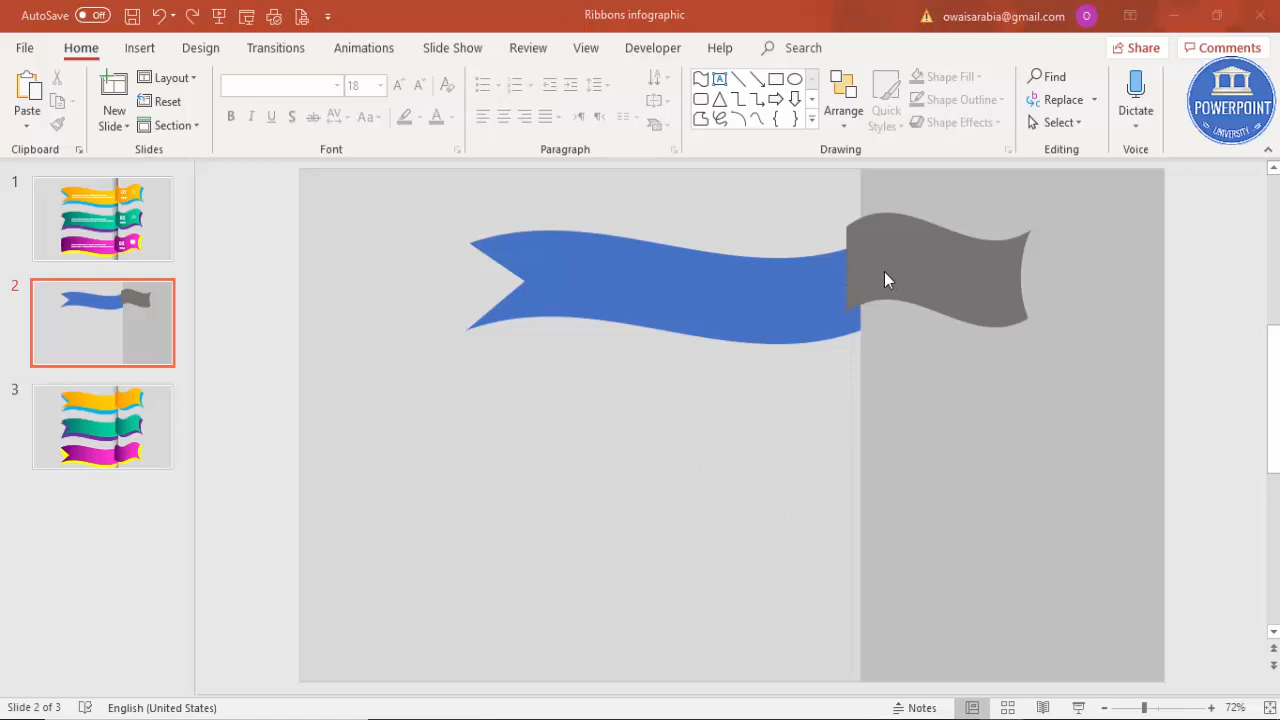 AutoSave Off Ribbons infographic owaisarabia@gmail.com O
File Home Insert Design Transitions Animations Slide Show Review View Developer Help Search Share Comments
Paste
New Slide
Layout
Reset
Section
18
B I U S ab AV Aa A
Arrange
Quick Styles
Shape Fill
Shape Outline
Shape Effects
Find
Replace
Select
Dictate
POWERPOINT
UNIVERSITY
Clipboard Slides Font Paragraph Drawing Editing Voice
1
2
3
Slide 2 of 3 English (United States) Notes 72%